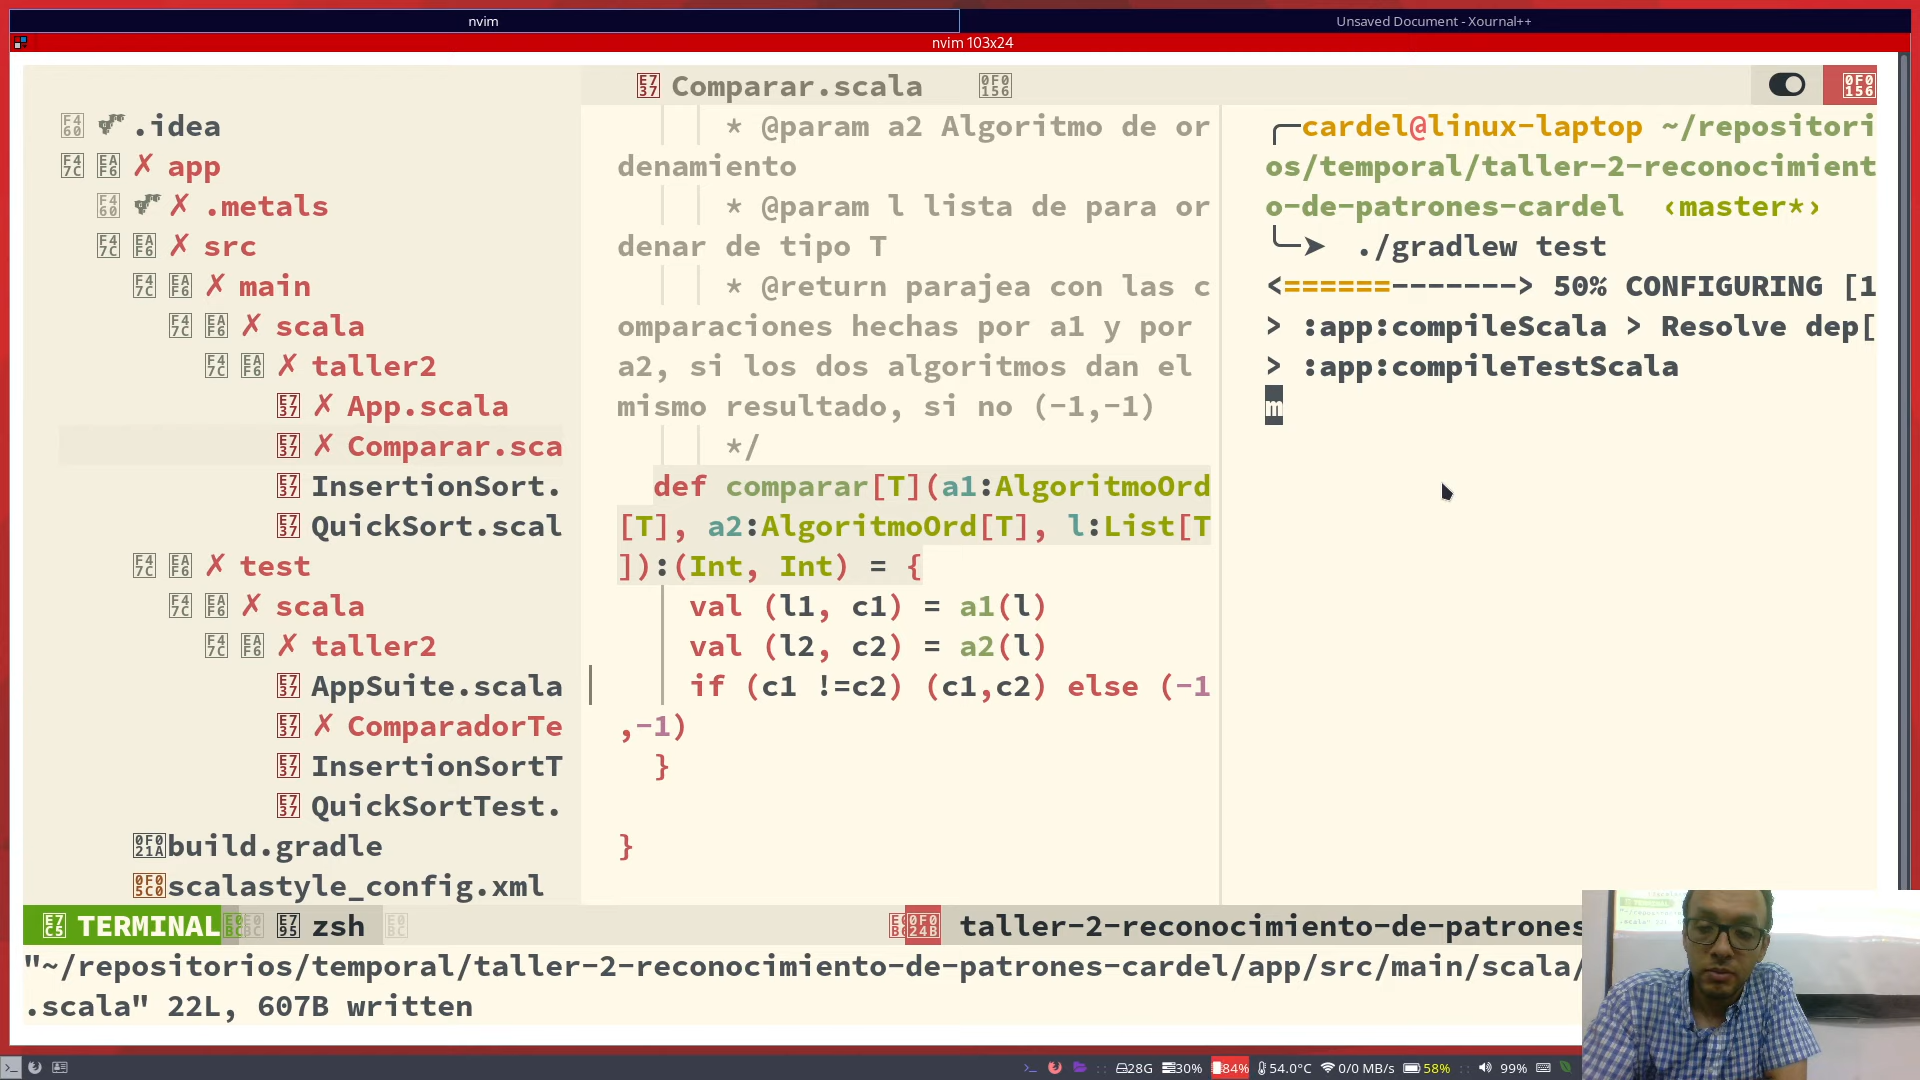 nvim
Unsaved Document - Xournal++
nvim 103x24
Comparar.scala
.idea
app
.metals
src
main
scala
taller2
App.scala
Comparar.sca
InsertionSort.
QuickSort.scal
test
scala
taller2
AppSuite.scala
ComparadorTe
InsertionSortT
QuickSortTest.
build.gradle
scalastyle_config.xml
* @param a2 Algoritmo de or
denamiento
* @param l lista de para or
denar de tipo T
* @return parajea con las c
omparaciones hechas por a1 y por
a2, si los dos algoritmos dan el
mismo resultado, si no (-1,-1)
*/
def comparar[T](a1:AlgoritmoOrd
[T], a2:AlgoritmoOrd[T], l:List[T
]):(Int, Int) = {
val (l1, c1) = a1(l)
val (l2, c2) = a2(l)
if (c1 !=c2) (c1,c2) else (-1
,-1)
}
}
cardel@linux-laptop ~/repositori
os/temporal/taller-2-reconocimient
o-de-patrones-cardel ‹master*›
./gradlew test
<======-------> 50% CONFIGURING [1
> :app:compileScala > Resolve dep[
> :app:compileTestScala
m
TERMINAL zsh taller-2-reconocimiento-de-patrones
"~/repositorios/temporal/taller-2-reconocimiento-de-patrones-cardel/app/src/main/scala/
.scala" 22L, 607B written
28G 30% 84% 54.0°C 0/0 MB/s 58% 99%